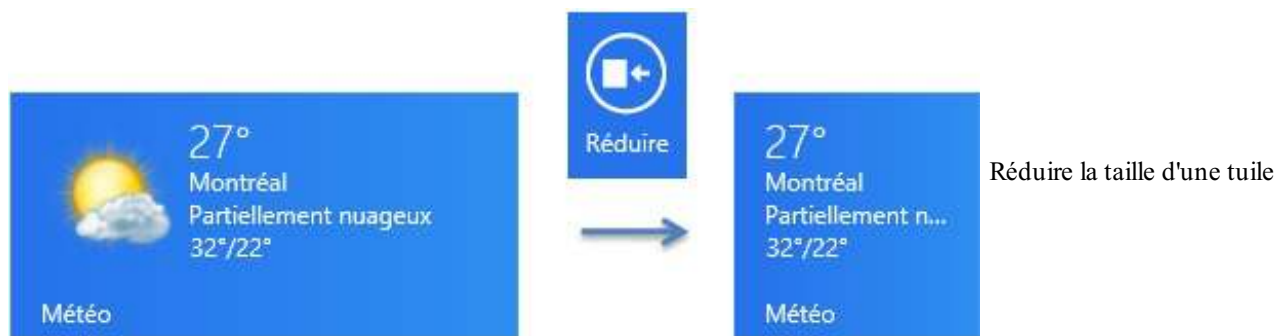 27°
Montréal
Partiellement nuageux
32°/22°
Météo
Réduire
27°
Montréal
Partiellement n...
32°/22°
Météo
Réduire la taille d'une tuile